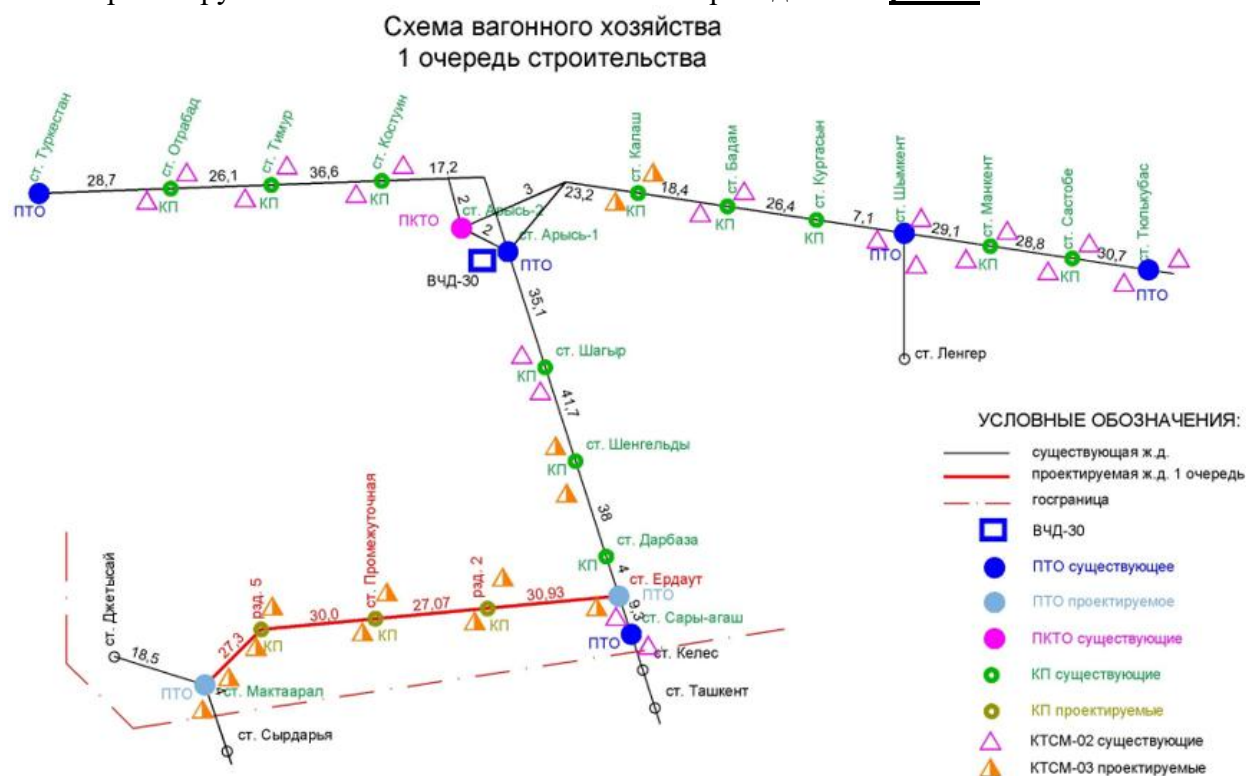 Схема вагонного хозяйства
1 очередь строительства
ст. Туркестан
ст. Отрабад
ст. Тимур
ст. Костуин
ст. Калаш
ст. Бадам
ст. Кургасын
ст. Шымкент
ст. Манкент
ст. Састобе
ст. Тюлькубас
28,7
26,1
36,6
17,2
2
3
23,2
18,4
26,4
7,1
29,1
28,8
30,7
ПТО
КП
КП
КП
ПКТО
ст. Арысь-2
2
ст. Арысь-1
ПТО
ВЧД-30
КП
КП
КП
ПТО
КП
КП
ПТО
35,1
ст. Шагыр
КП
ст. Ленгер
41,7
ст. Шенгельды
КП
38
ст. Дарбаза
КП
4
ст. Ердаут
ПТО
9,3
ст. Сары-агаш
ПТО
ст. Келес
ст. Ташкент
ст. Джетысай
18,5
рзд. 5
ст. Промежуточная
рзд. 2
27,3
30,0
27,07
30,93
КП
КП
КП
ПТО
ст. Мактаарал
4
ст. Сырдарья
УСЛОВНЫЕ ОБОЗНАЧЕНИЯ:
существующая ж.д.
проектируемая ж.д. 1 очередь
госграница
ВЧД-30
ПТО существующее
ПТО проектируемое
ПКТО существующие
КП существующие
КП проектируемые
КТСМ-02 существующие
КТСМ-03 проектируемые